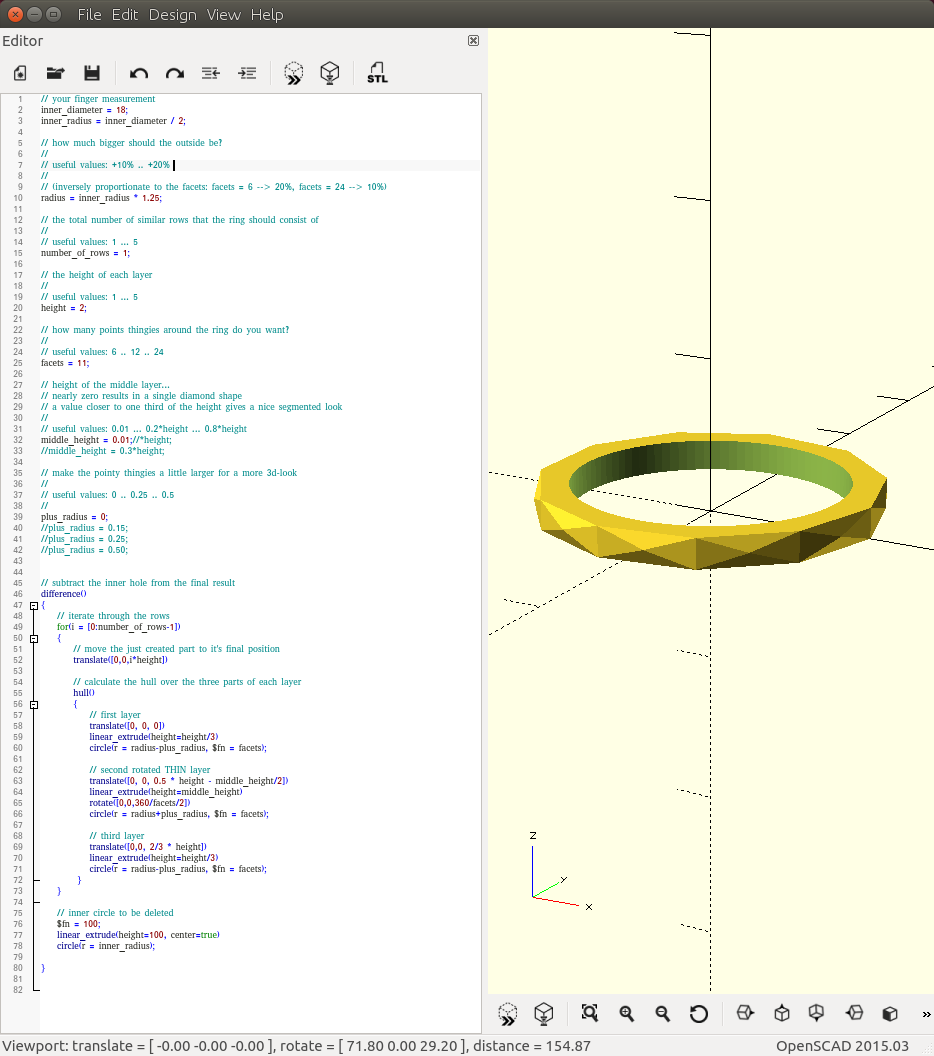 File Edit Design View Help
Editor
STL
1 // your finger measurement
2 inner_diameter = 18;
3 inner_radius = inner_diameter / 2;
4
5 // how much bigger should the outside be?
6 //
7 // useful values: +10% .. +20%
8 //
9 // (inversely proportionate to the facets: facets = 6 --> 20%, facets = 24 --> 10%)
10 radius = inner_radius * 1.25;
11
12 // the total number of similar rows that the ring should consist of
13 //
14 // useful values: 1 ... 5
15 number_of_rows = 1;
16
17 // the height of each layer
18 //
19 // useful values: 1 ... 5
20 height = 2;
21
22 // how many points thingies around the ring do you want?
23 //
24 // useful values: 6 .. 12 .. 24
25 facets = 11;
26
27 // height of the middle layer...
28 // nearly zero results in a single diamond shape
29 // a value closer to one third of the height gives a nice segmented look
30 //
31 // useful values: 0.01 ... 0.2*height ... 0.8*height
32 middle_height = 0.01;//*height;
33 //middle_height = 0.3*height;
34
35 // make the pointy thingies a little larger for a more 3d-look
36 //
37 // useful values: 0 .. 0.25 .. 0.5
38 //
39 plus_radius = 0;
40 //plus_radius = 0.15;
41 //plus_radius = 0.25;
42 //plus_radius = 0.50;
43
44
45 // subtract the inner hole from the final result
46 difference()
47 {
48 // iterate through the rows
49 for(i = [0:number_of_rows-1])
50 {
51 // move the just created part to it's final position
52 translate([0,0,i*height])
53
54 // calculate the hull over the three parts of each layer
55 hull()
56 {
57 // first layer
58 translate([0, 0, 0])
59 linear_extrude(height=height/3)
60 circle(r = radius-plus_radius, $fn = facets);
61
62 // second rotated THIN layer
63 translate([0, 0, 0.5 * height - middle_height/2])
64 linear_extrude(height=middle_height)
65 rotate([0,0,360/facets/2])
66 circle(r = radius+plus_radius, $fn = facets);
67
68 // third layer
69 translate([0,0, 2/3 * height])
70 linear_extrude(height=height/3)
71 circle(r = radius-plus_radius, $fn = facets);
72 }
73 }
74
75 // inner circle to be deleted
76 $fn = 100;
77 linear_extrude(height=100, center=true)
78 circle(r = inner_radius);
79
80 }
81
82
z
y
x
Viewport: translate = [ -0.00 -0.00 -0.00 ], rotate = [ 71.80 0.00 29.20 ], distance = 154.87
OpenSCAD 2015.03